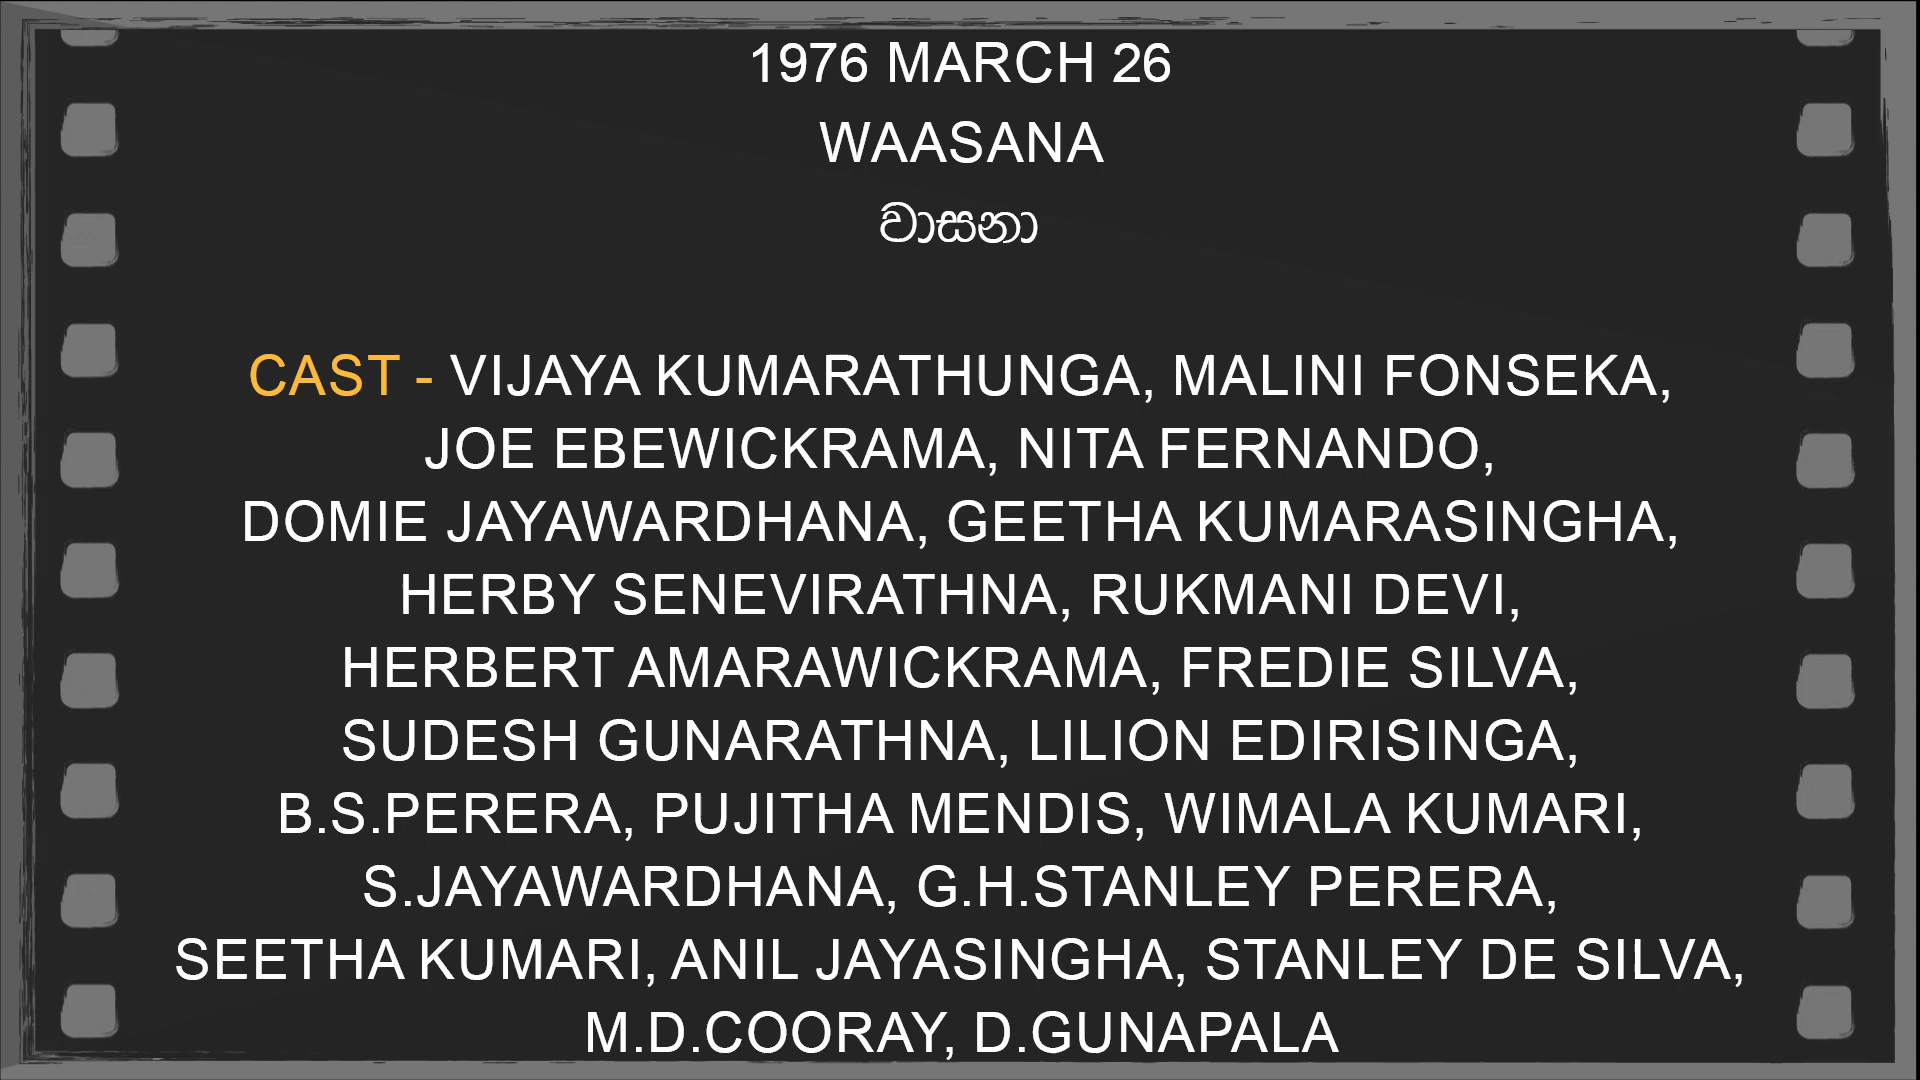 1976 MARCH 26
WAASANA
වාසනා
CAST - VIJAYA KUMARATHUNGA, MALINI FONSEKA,
JOE EBEWICKRAMA, NITA FERNANDO,
DOMIE JAYAWARDHANA, GEETHA KUMARASINGHA,
HERBY SENEVIRATHNA, RUKMANI DEVI,
HERBERT AMARAWICKRAMA, FREDIE SILVA,
SUDESH GUNARATHNA, LILION EDIRISINGA,
B.S.PERERA, PUJITHA MENDIS, WIMALA KUMARI,
S.JAYAWARDHANA, G.H.STANLEY PERERA,
SEETHA KUMARI, ANIL JAYASINGHA, STANLEY DE SILVA,
M.D.COORAY, D.GUNAPALA